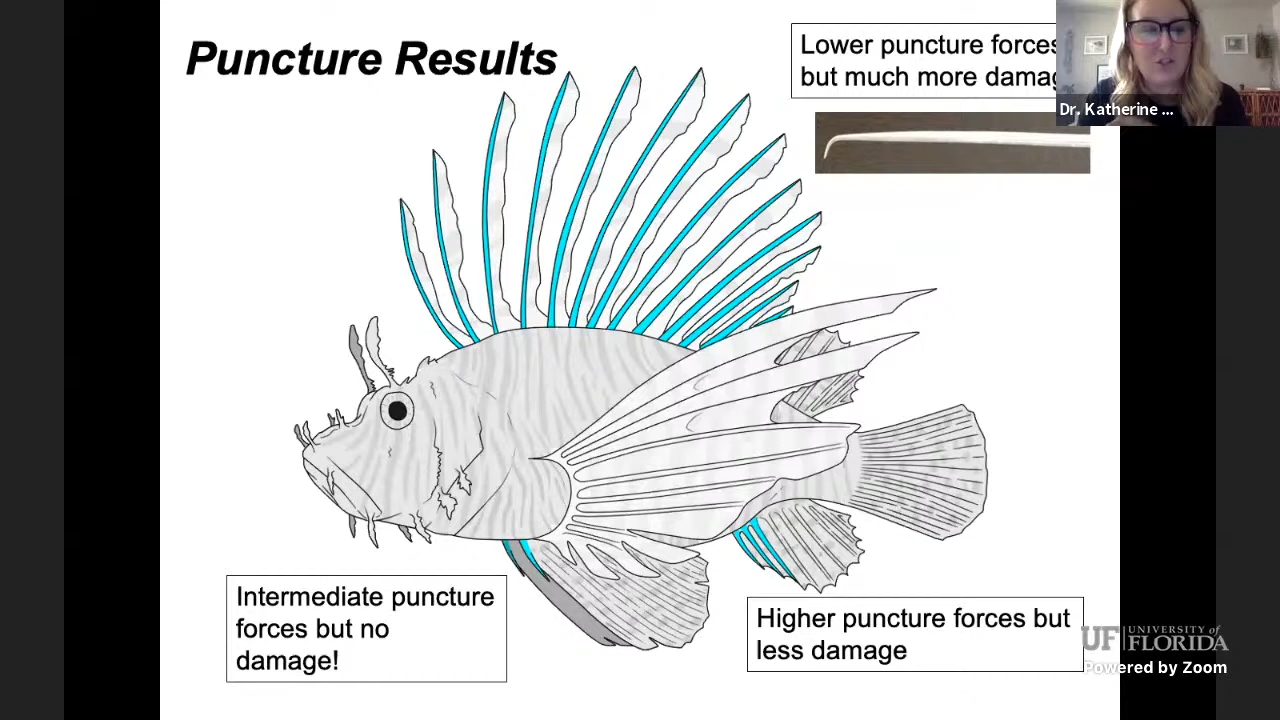 Puncture Results
Lower puncture forces
but much more
Dr. Katherine ...
Intermediate puncture
forces but no
damage!
Higher puncture forces but
less damage
UF UNIVERSITY of
FLORIDA
Powered by Zoom